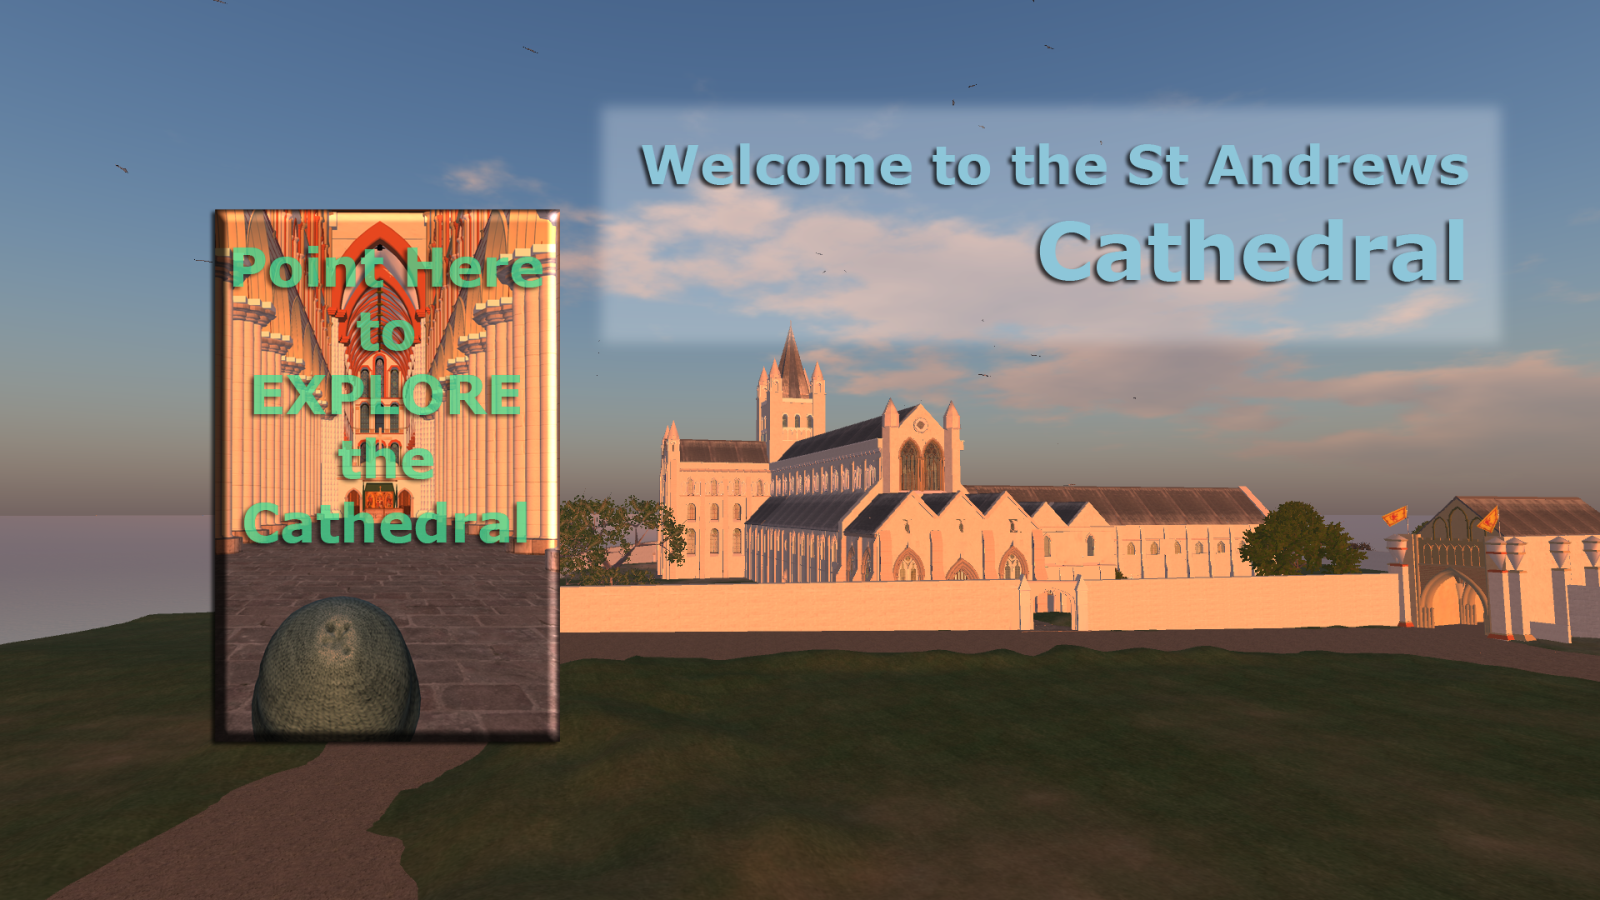 Welcome to the St Andrews
Cathedral
Point Here
to
EXPLORE
the
Cathedral